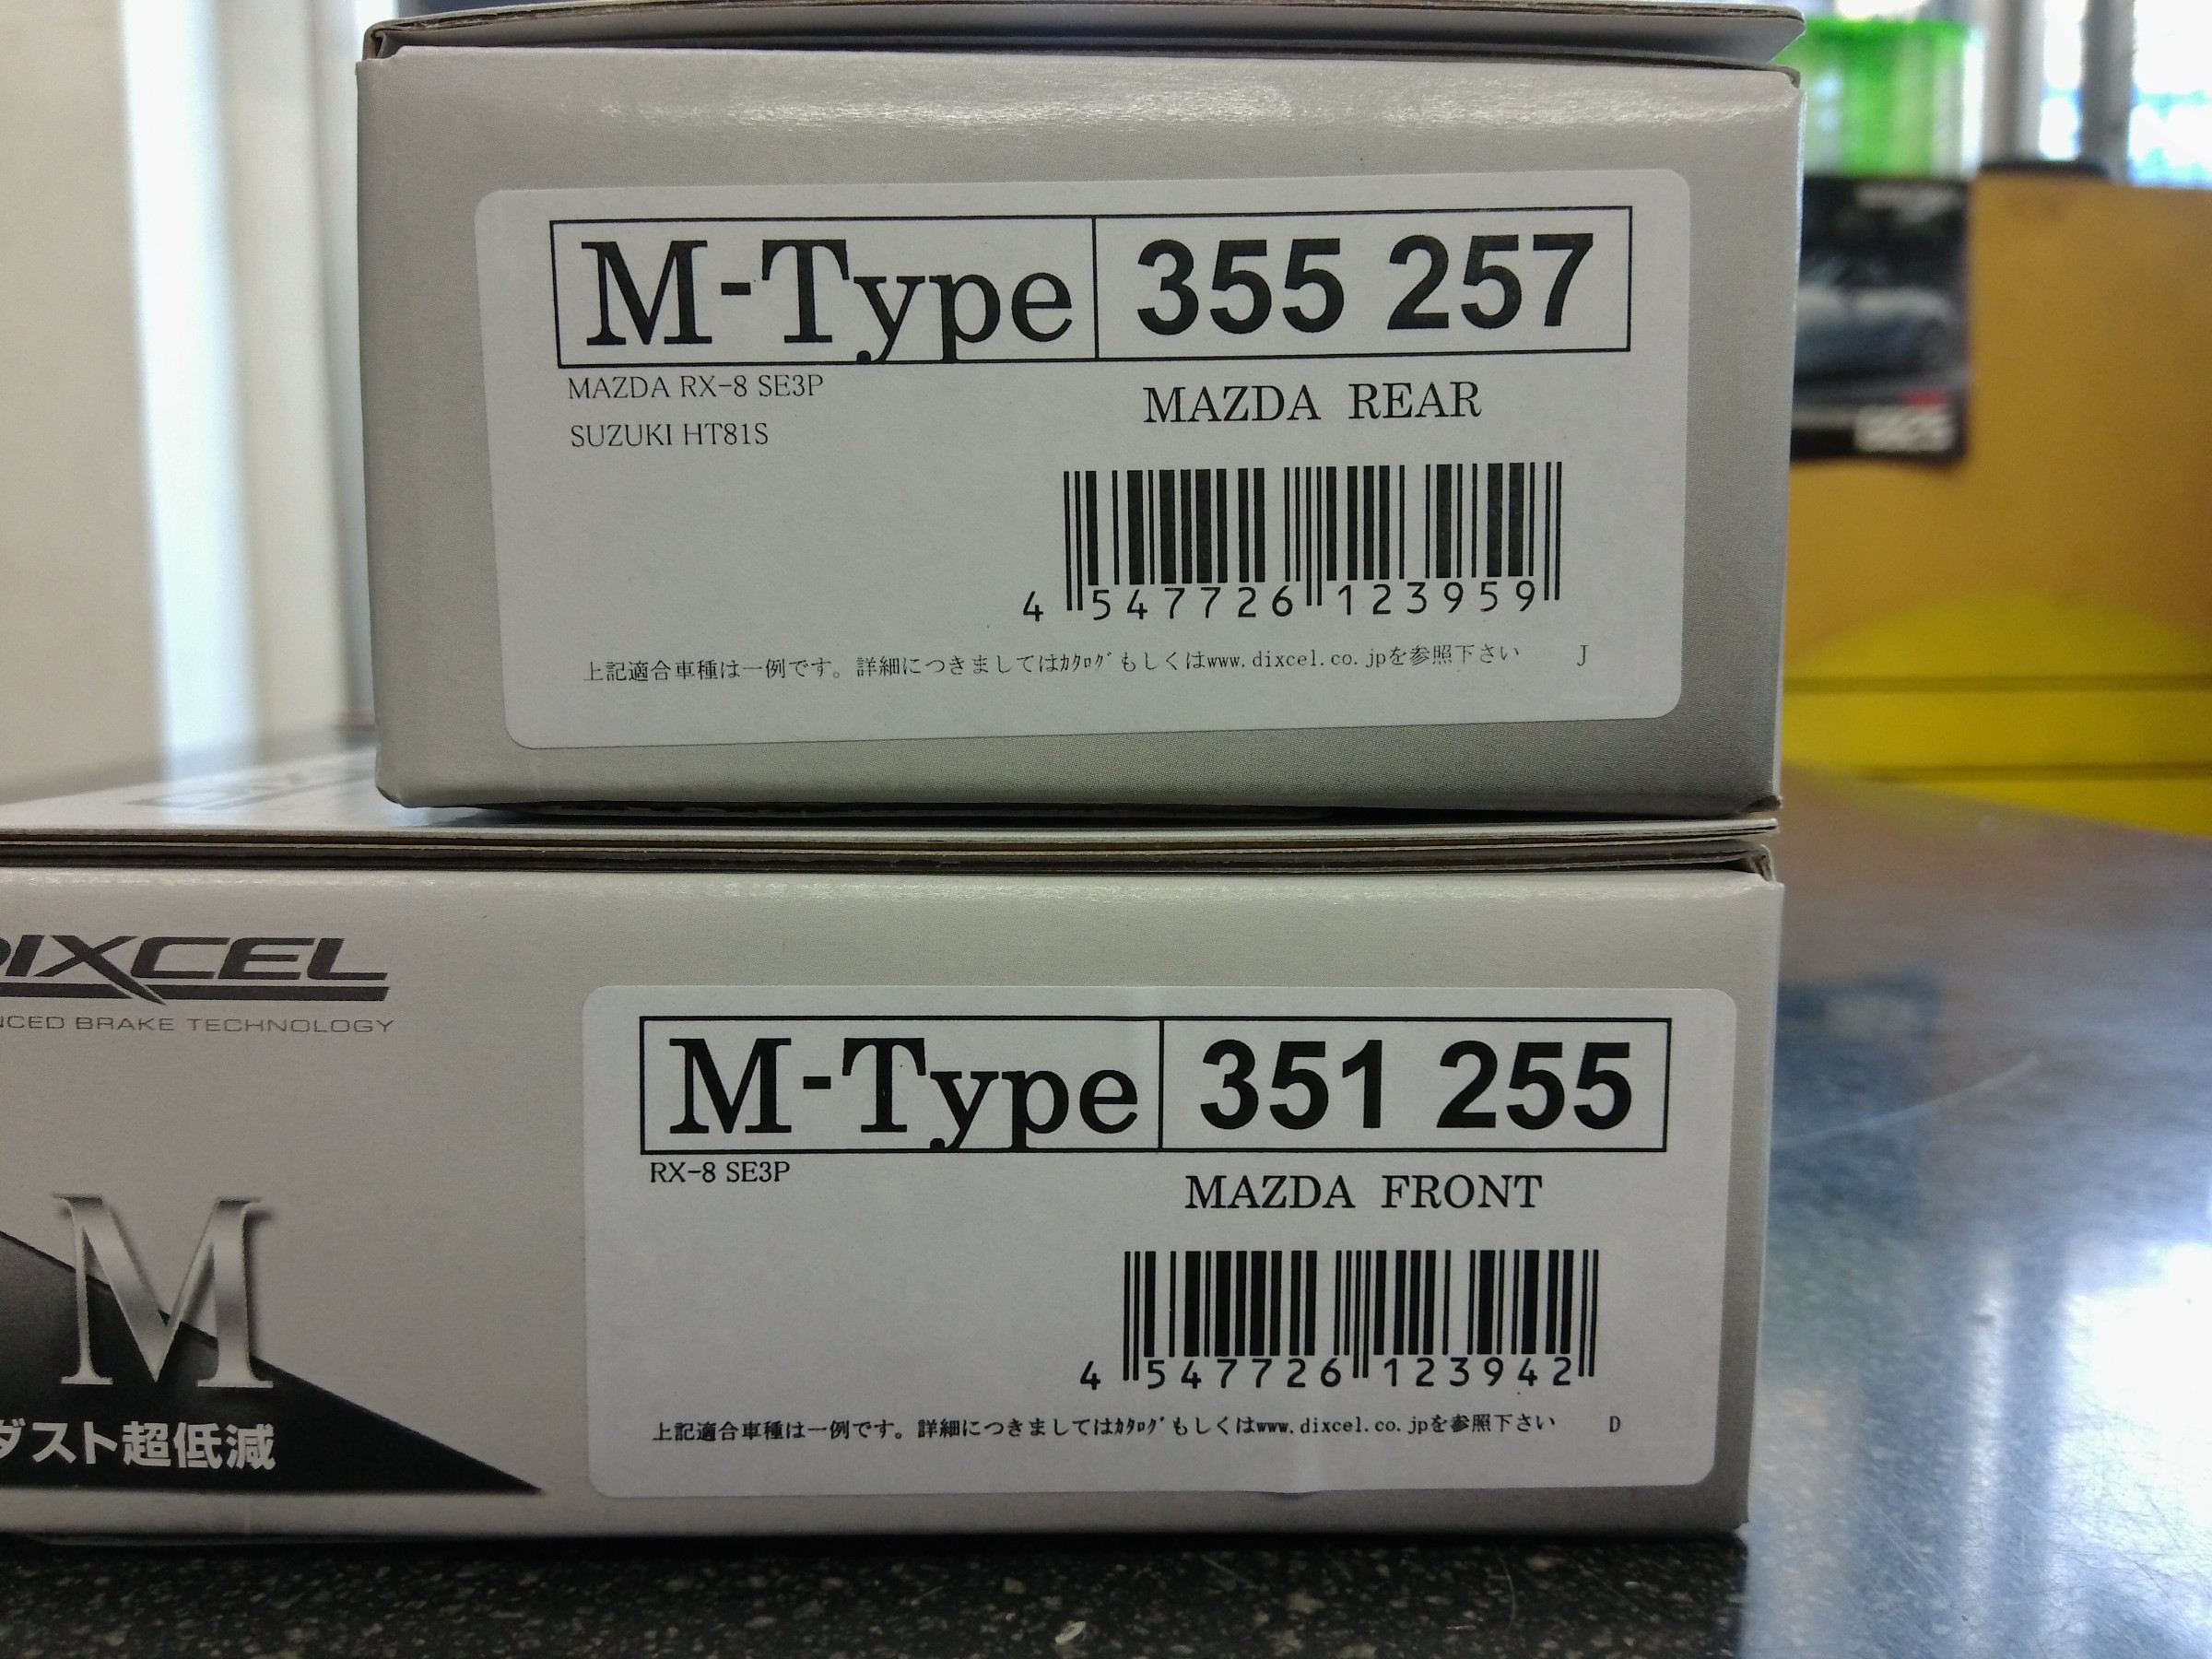 M-Type 355 257
MAZDA RX-8 SE3P
MAZDA REAR
SUZUKI HT81S
4 547726 123959
上記適合車種は一例です。詳細につきましてはｶﾀﾛｸﾞもしくはwww.dixcel.co.jpを参照下さい J
DIXCEL
NCED BRAKE TECHNOLOGY
M-Type 351 255
RX-8 SE3P
MAZDA FRONT
M
ダスト超低減
4 547726 123942
上記適合車種は一例です。詳細につきましてはｶﾀﾛｸﾞもしくはwww.dixcel.co.jpを参照下さい D